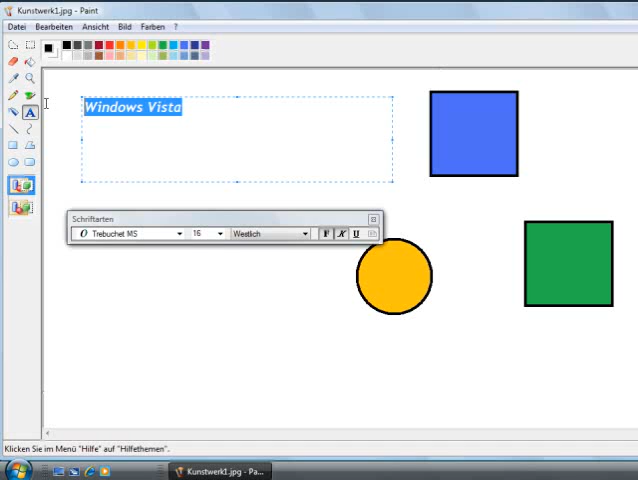 Kunstwerk1.jpg - Paint
Datei Bearbeiten Ansicht Bild Farben ?
A
Windows Vista
Schriftarten
O Trebuchet MS 16 Westlich F K U
Klicken Sie im Menü "Hilfe" auf "Hilfethemen".
Kunstwerk1.jpg - Pa...